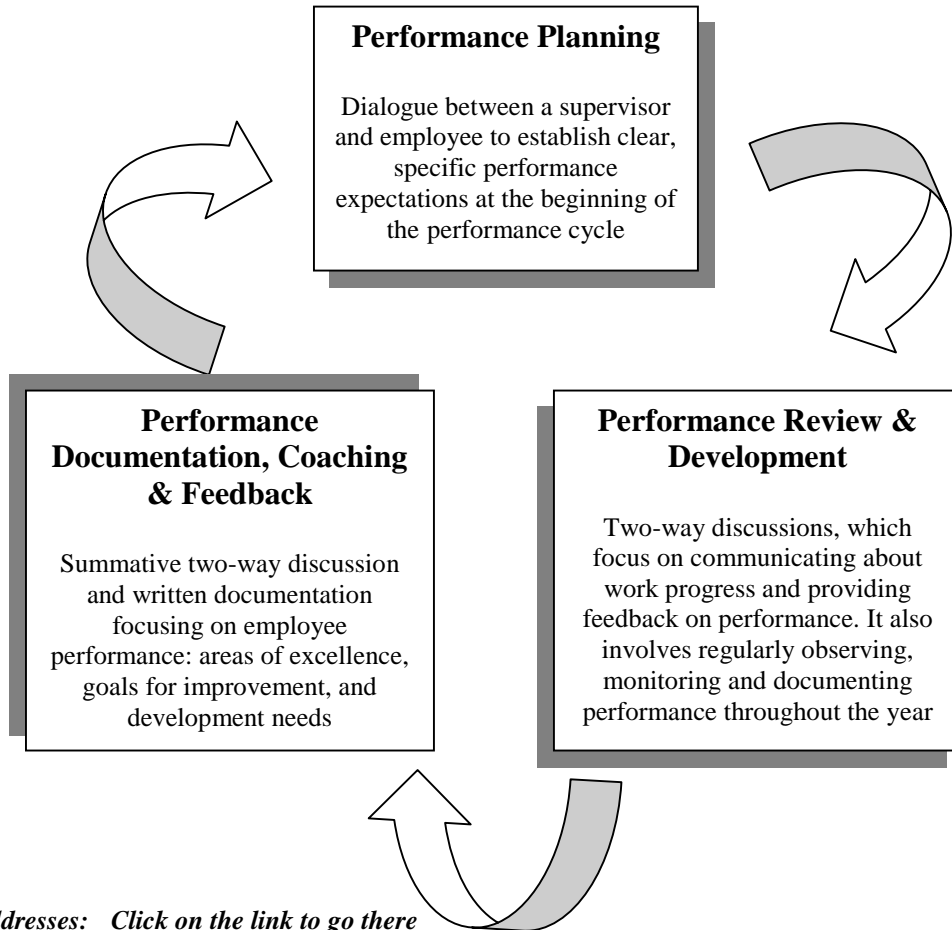 Performance Planning
Dialogue between a supervisor
and employee to establish clear,
specific performance
expectations at the beginning of
the performance cycle
Performance
Documentation, Coaching
& Feedback
Summative two-way discussion
and written documentation
focusing on employee
performance: areas of excellence,
goals for improvement, and
development needs
Performance Review &
Development
Two-way discussions, which
focus on communicating about
work progress and providing
feedback on performance. It also
involves regularly observing,
monitoring and documenting
performance throughout the year
ddresses: Click on the link to go there